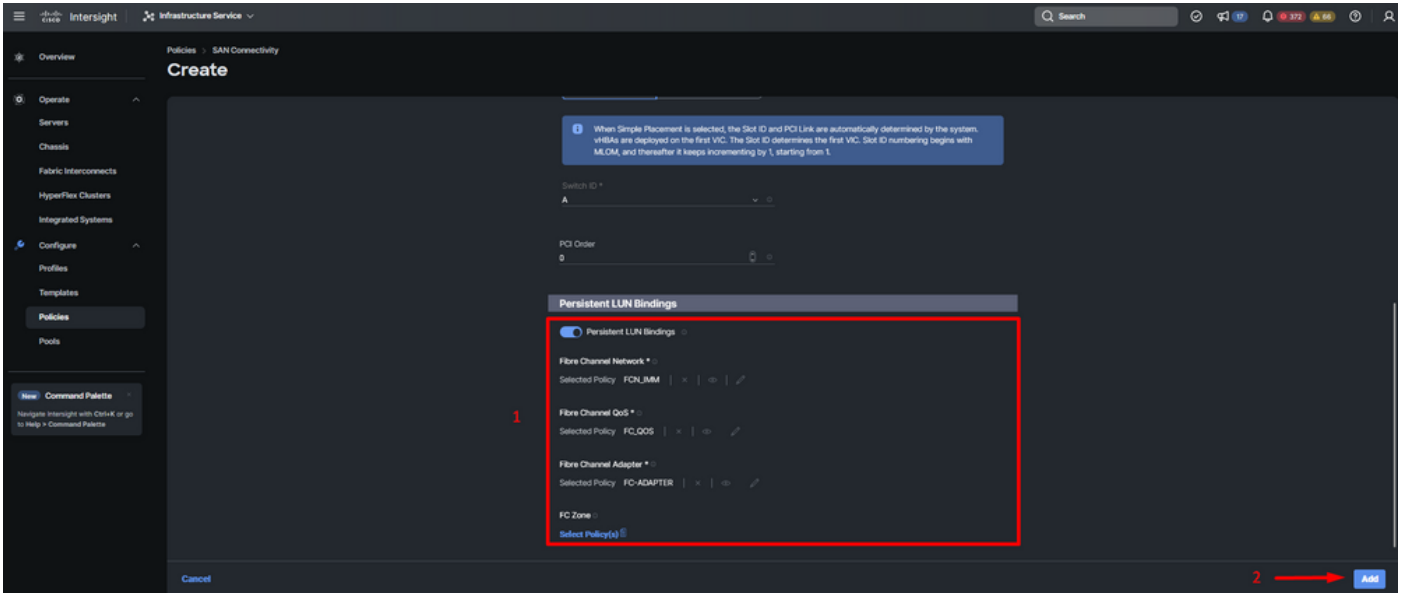 cisco Intersight
Infrastructure Service
Search
17
372
66
Overview
Operate
Servers
Chassis
Fabric Interconnects
HyperFlex Clusters
Integrated Systems
Configure
Profiles
Templates
Policies
Pools
New Command Palette
Navigate Intersight with Ctrl+K or go
to Help > Command Palette
Policies > SAN Connectivity
Create
When Simple Placement is selected, the Slot ID and PCI Link are automatically determined by the system.
vHBAs are deployed on the first VIC. The Slot ID determines the first VIC. Slot ID numbering begins with
MLOM, and thereafter it keeps incrementing by 1, starting from 1.
Switch ID *
A
PCI Order
0
Persistent LUN Bindings
Persistent LUN Bindings
Fibre Channel Network *
Selected Policy FCN_IMM
1
Fibre Channel QoS *
Selected Policy FC_QOS
Fibre Channel Adapter *
Selected Policy FC-ADAPTER
FC Zone
Select Policy(s)
Cancel
2
Add